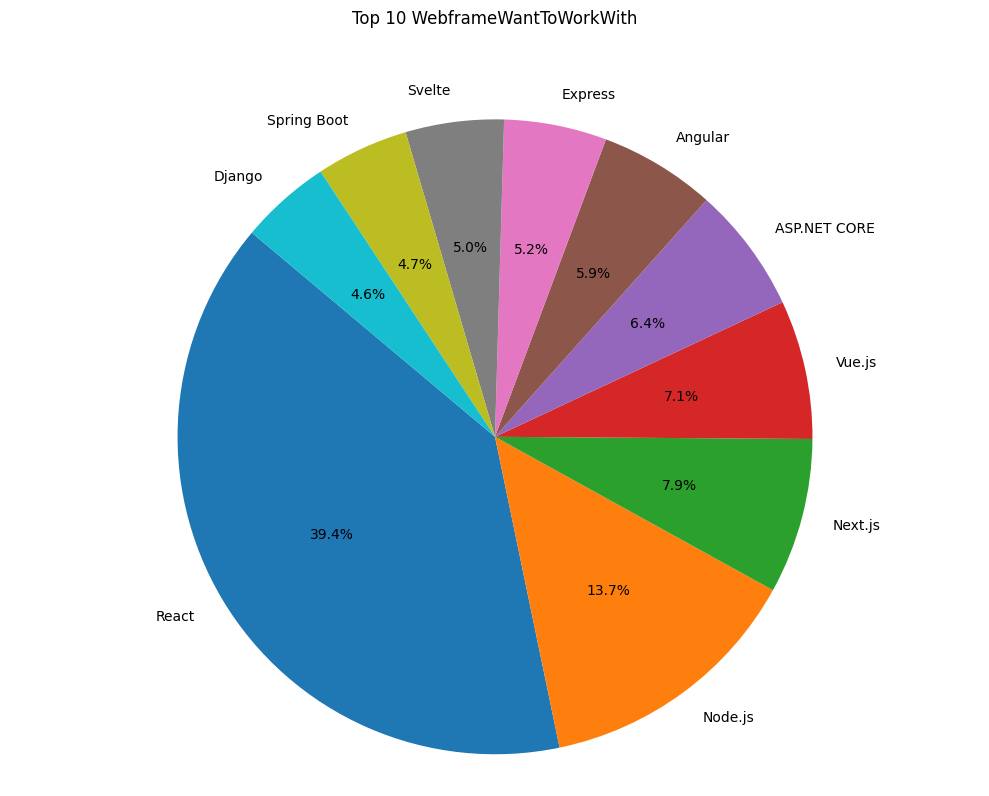 Top 10 WebframeWantToWorkWith
Svelte
Express
Spring Boot
Angular
Django
ASP.NET CORE
5.0%
5.2%
4.7%
5.9%
4.6%
6.4%
Vue.js
7.1%
7.9%
Next.js
39.4%
13.7%
React
Node.js